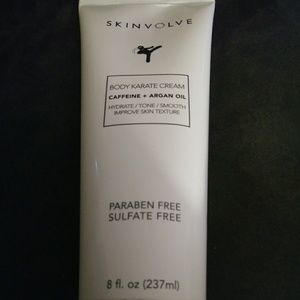 SKINVOLVE
BODY KARATE CREAM
CAFFEINE + ARGAN OIL
HYDRATE / TONE / SMOOTH
IMPROVE SKIN TEXTURE
PARABEN FREE
SULFATE FREE
8 fl. oz (237ml)